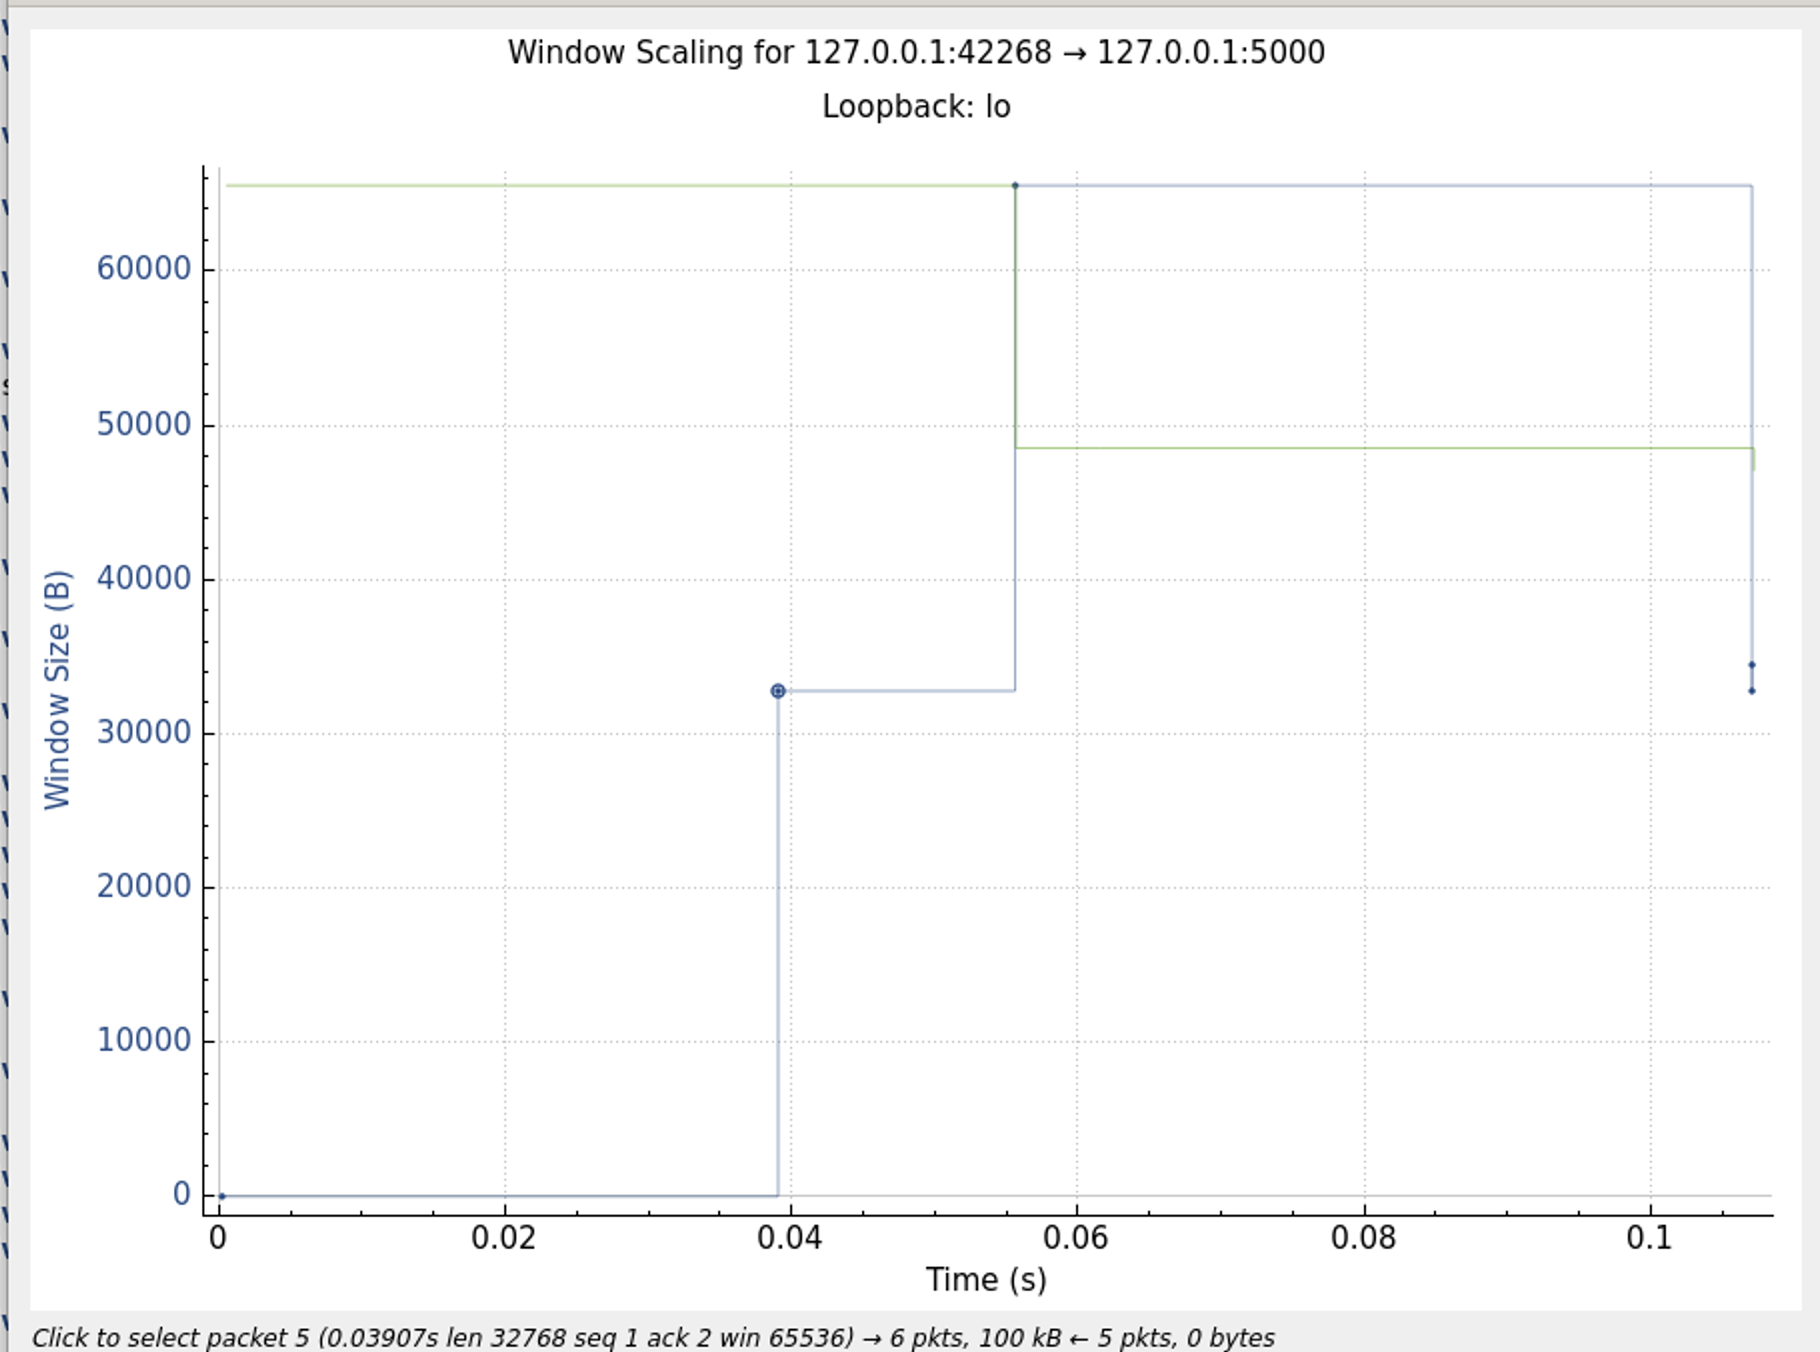 Window Scaling for 127.0.0.1:42268 → 127.0.0.1:5000
Loopback: lo
Window Size (B)
60000
50000
40000
30000
20000
10000
0
0 0.02 0.04 0.06 0.08 0.1
Time (s)
Click to select packet 5 (0.03907s len 32768 seq 1 ack 2 win 65536) → 6 pkts, 100 kB ← 5 pkts, 0 bytes